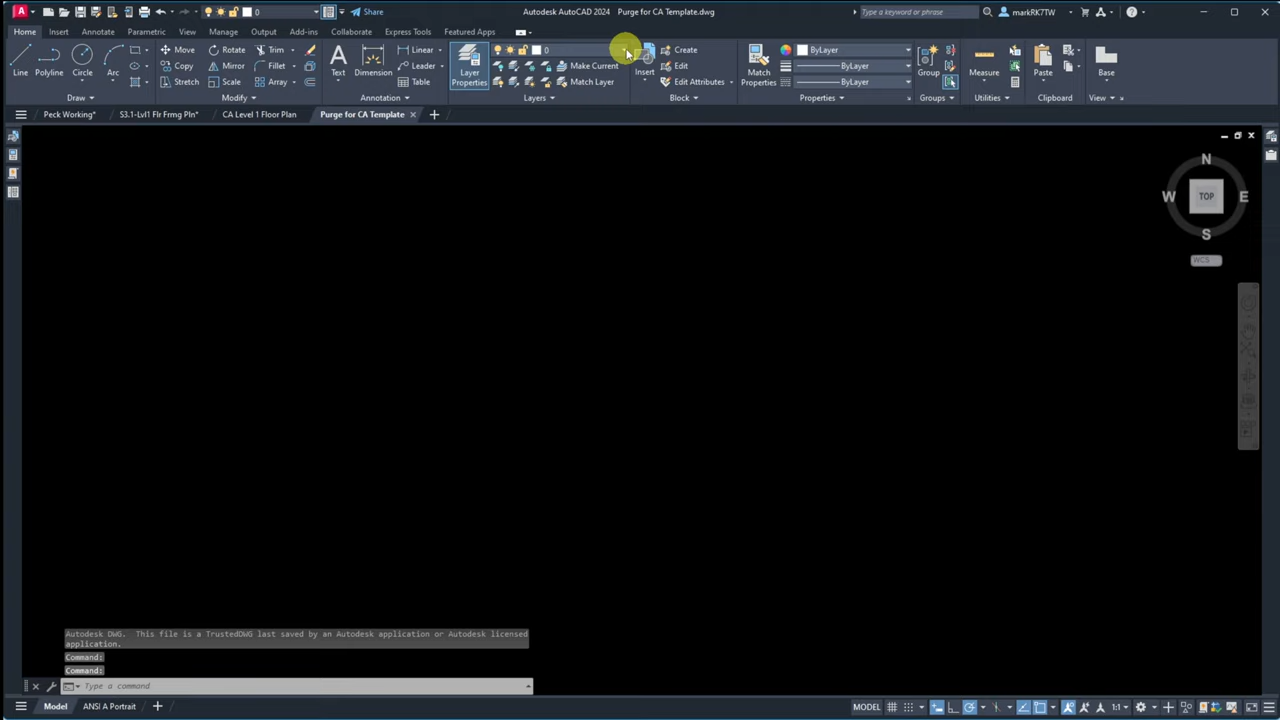 0 Share Autodesk AutoCAD 2024 Purge for CA Template.dwg Type a keyword or phrase markRK7TW
Home Insert Annotate Parametric View Manage Output Add-ins Collaborate Express Tools Featured Apps
Line Polyline Circle Arc
Move Rotate Trim
Copy Mirror Fillet
Stretch Scale Array
Text Dimension
Linear
Leader
Table
Layer
Properties
0
Make Current
Match Layer
Insert
Create
Edit
Edit Attributes
Match
Properties
ByLayer
ByLayer
ByLayer
Group
Measure
Paste
Base
Draw Modify Annotation Layers Block Properties Groups Utilities Clipboard View
Peck Working* S3.1-Lvl1 Flr Frmg Pln* CA Level 1 Floor Plan Purge for CA Template
N
W TOP E
S
WCS
Autodesk DWG. This file is a TrustedDWG last saved by an Autodesk application or Autodesk licensed
application.
Command:
Command:
Type a command
Model ANSI A Portrait MODEL 1:1